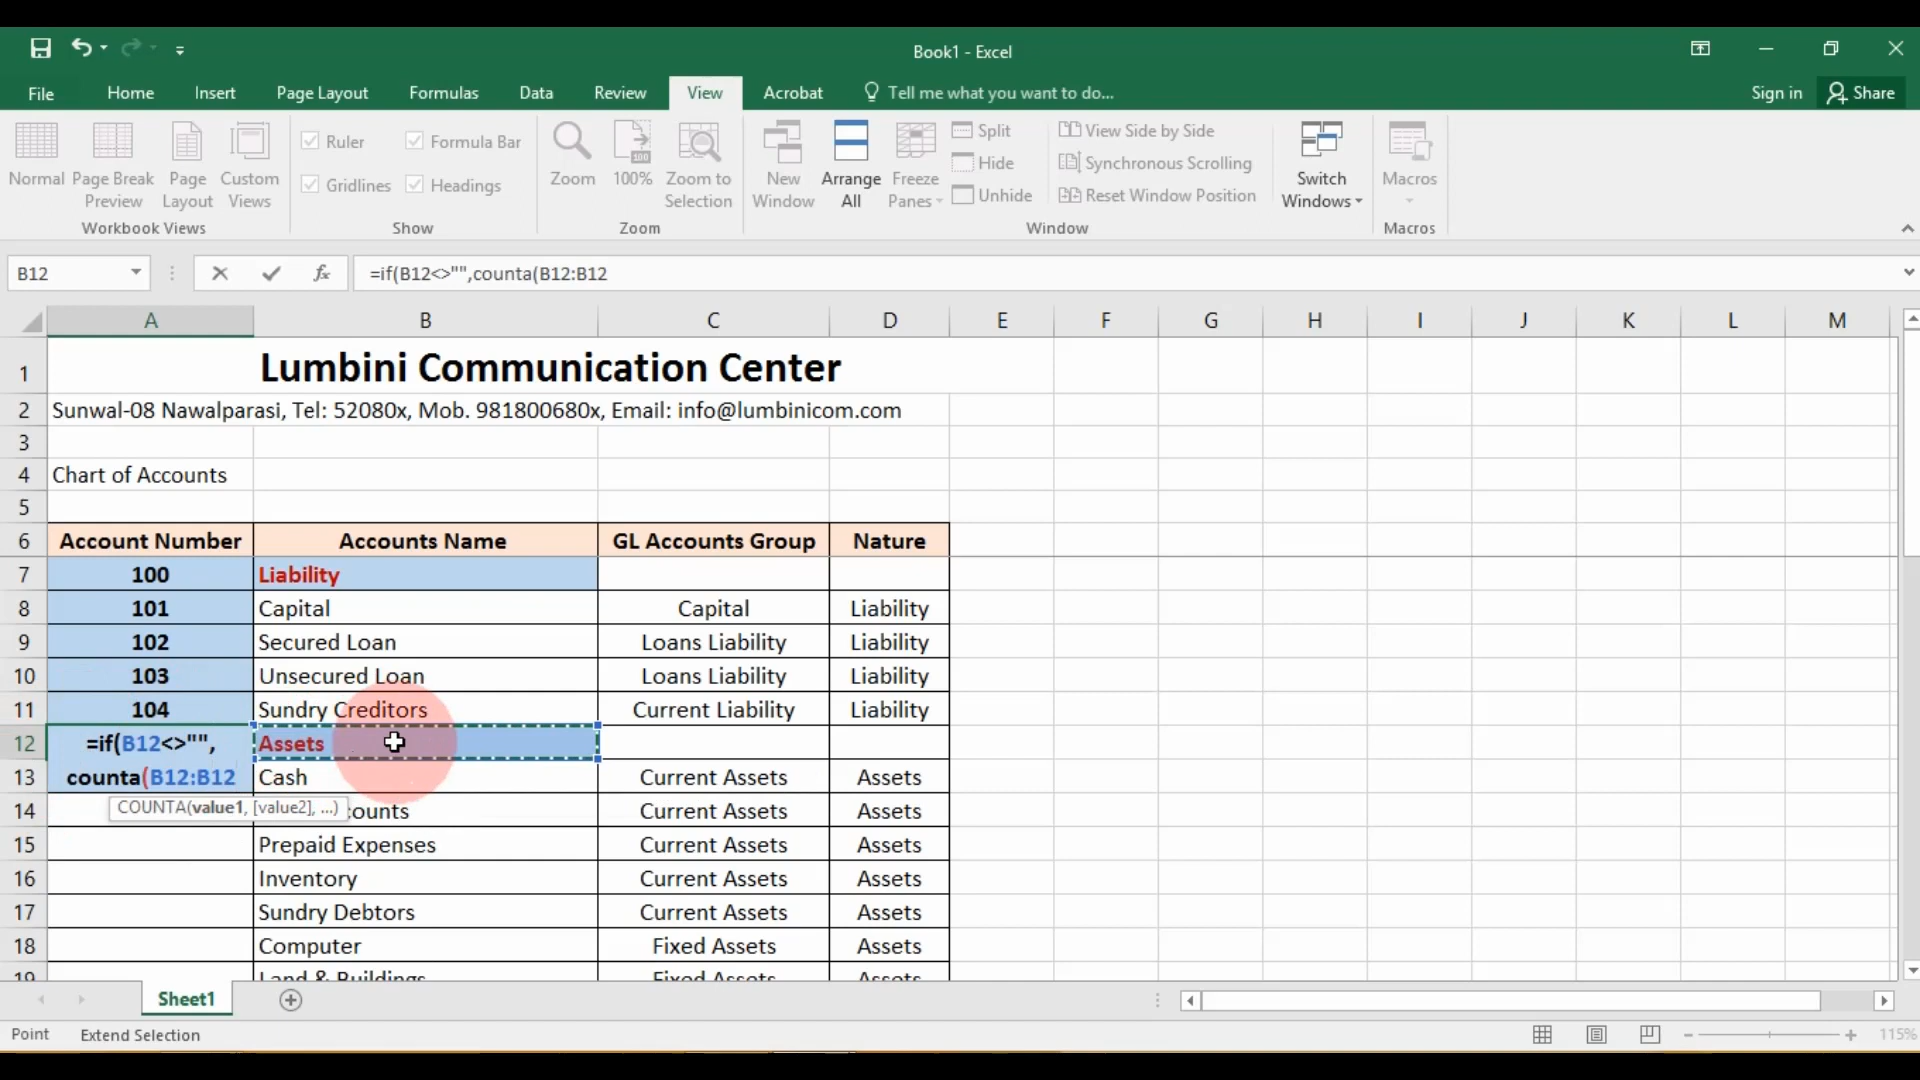 Book1 - Excel
File Home Insert Page Layout Formulas Data Review View Acrobat Tell me what you want to do... Sign in Share
Normal Page Break Preview Page Layout Custom Views
Workbook Views
Ruler Formula Bar
Gridlines Headings
Show
Zoom 100% Zoom to Selection
Zoom
New Window Arrange All Freeze Panes
Split
Hide
Unhide
View Side by Side
Synchronous Scrolling
Reset Window Position
Switch Windows
Window
Macros
Macros
B12 fx =if(B12<>"",counta(B12:B12
A B C D E F G H I J K L M
1 Lumbini Communication Center
2 Sunwal-08 Nawalparasi, Tel: 52080x, Mob. 981800680x, Email: info@lumbinicom.com
3
4 Chart of Accounts
5
6 Account Number Accounts Name GL Accounts Group Nature
7 100 Liability
8 101 Capital Capital Liability
9 102 Secured Loan Loans Liability Liability
10 103 Unsecured Loan Loans Liability Liability
11 104 Sundry Creditors Current Liability Liability
12 =if(B12<>"", Assets
13 counta(B12:B12 Cash Current Assets Assets
COUNTA(value1, [value2], ...)
14 counts Current Assets Assets
15 Prepaid Expenses Current Assets Assets
16 Inventory Current Assets Assets
17 Sundry Debtors Current Assets Assets
18 Computer Fixed Assets Assets
19 Land & Buildings Fixed Assets Assets
Sheet1
Point Extend Selection 115%